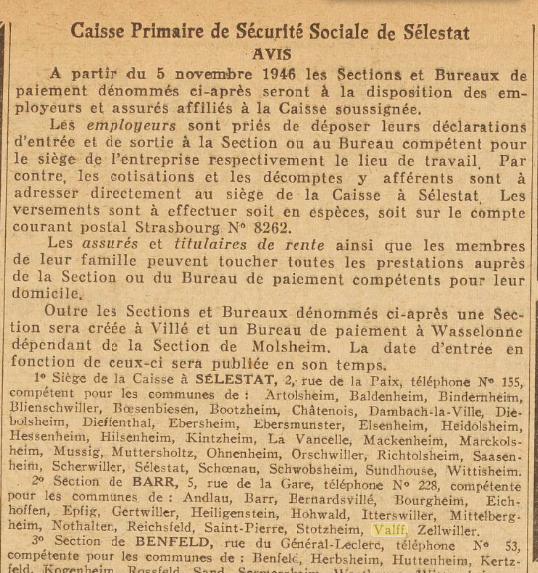 Caisse Primaire de Sécurité Sociale de Sélestat
AVIS
A partir du 5 novembre 1946 les Sections et Bureaux de
paiement dénommés ci-après seront à la disposition des em-
ployeurs et assurés affiliés à la Caisse soussignée.
Les employeurs sont priés de déposer leurs déclarations
d'entrée et de sortie à la Section ou au Bureau compétent pour
le siège de l'entreprise respectivement le lieu de travail. Par
contre, les cotisations et les décomptes y afférents sont à
adresser directement au siège de la Caisse à Sélestat. Les
versements sont à effectuer soit en espèces, soit sur le compte
courant postal Strasbourg N° 8262.
Les assurés et titulaires de rente ainsi que les membres
de leur famille peuvent toucher toutes les prestations auprès
de la Section ou du Bureau de paiement compétents pour leur
domicile.
Outre les Sections et Bureaux dénommés ci-après une Sec-
tion sera créée à Villé et un Bureau de paiement à Wasselonne
dépendant de la Section de Molsheim. La date d'entrée en
fonction de ceux-ci sera publiée en son temps.
1° Siège de la Caisse à SÉLESTAT, 2, rue de la Paix, téléphone N° 155,
compétent pour les communes de : Artolsheim, Baldenheim, Bindernheim,
Blienschwiller, Bœsenbiesen, Bootzheim, Châtenois, Dambach-la-Ville, Die-
bolsheim, Dieffenthal, Ebersheim, Ebersmunster, Elsenheim, Heidolsheim,
Hessenheim, Hilsenheim, Kintzheim, La Vancelle, Mackenheim, Marckols-
heim, Mussig, Muttersholtz, Ohnenheim, Orschwiller, Richtolsheim, Saasen-
heim, Scherwiller, Sélestat, Schœnau, Schwobsheim, Sundhouse, Wittisheim.
2° Section de BARR, 5, rue de la Gare, téléphone N° 228, compétente
pour les communes de : Andlau, Barr, Bernardsvillé, Bourgheim, Eich-
hoffen, Epfig, Gertwiller, Heiligenstein, Hohwald, Itterswiller, Mittelberg-
heim, Nothalter, Reichsfeld, Saint-Pierre, Stotzheim, Valff, Zellwiller.
3° Section de BENFELD, rue du Général-Leclerc, téléphone N° 53,
compétente pour les communes de : Benfeld, Herbsheim, Huttenheim, Kertz-
feld, Kogenheim, Rossfeld, Sand, Sermersheim,